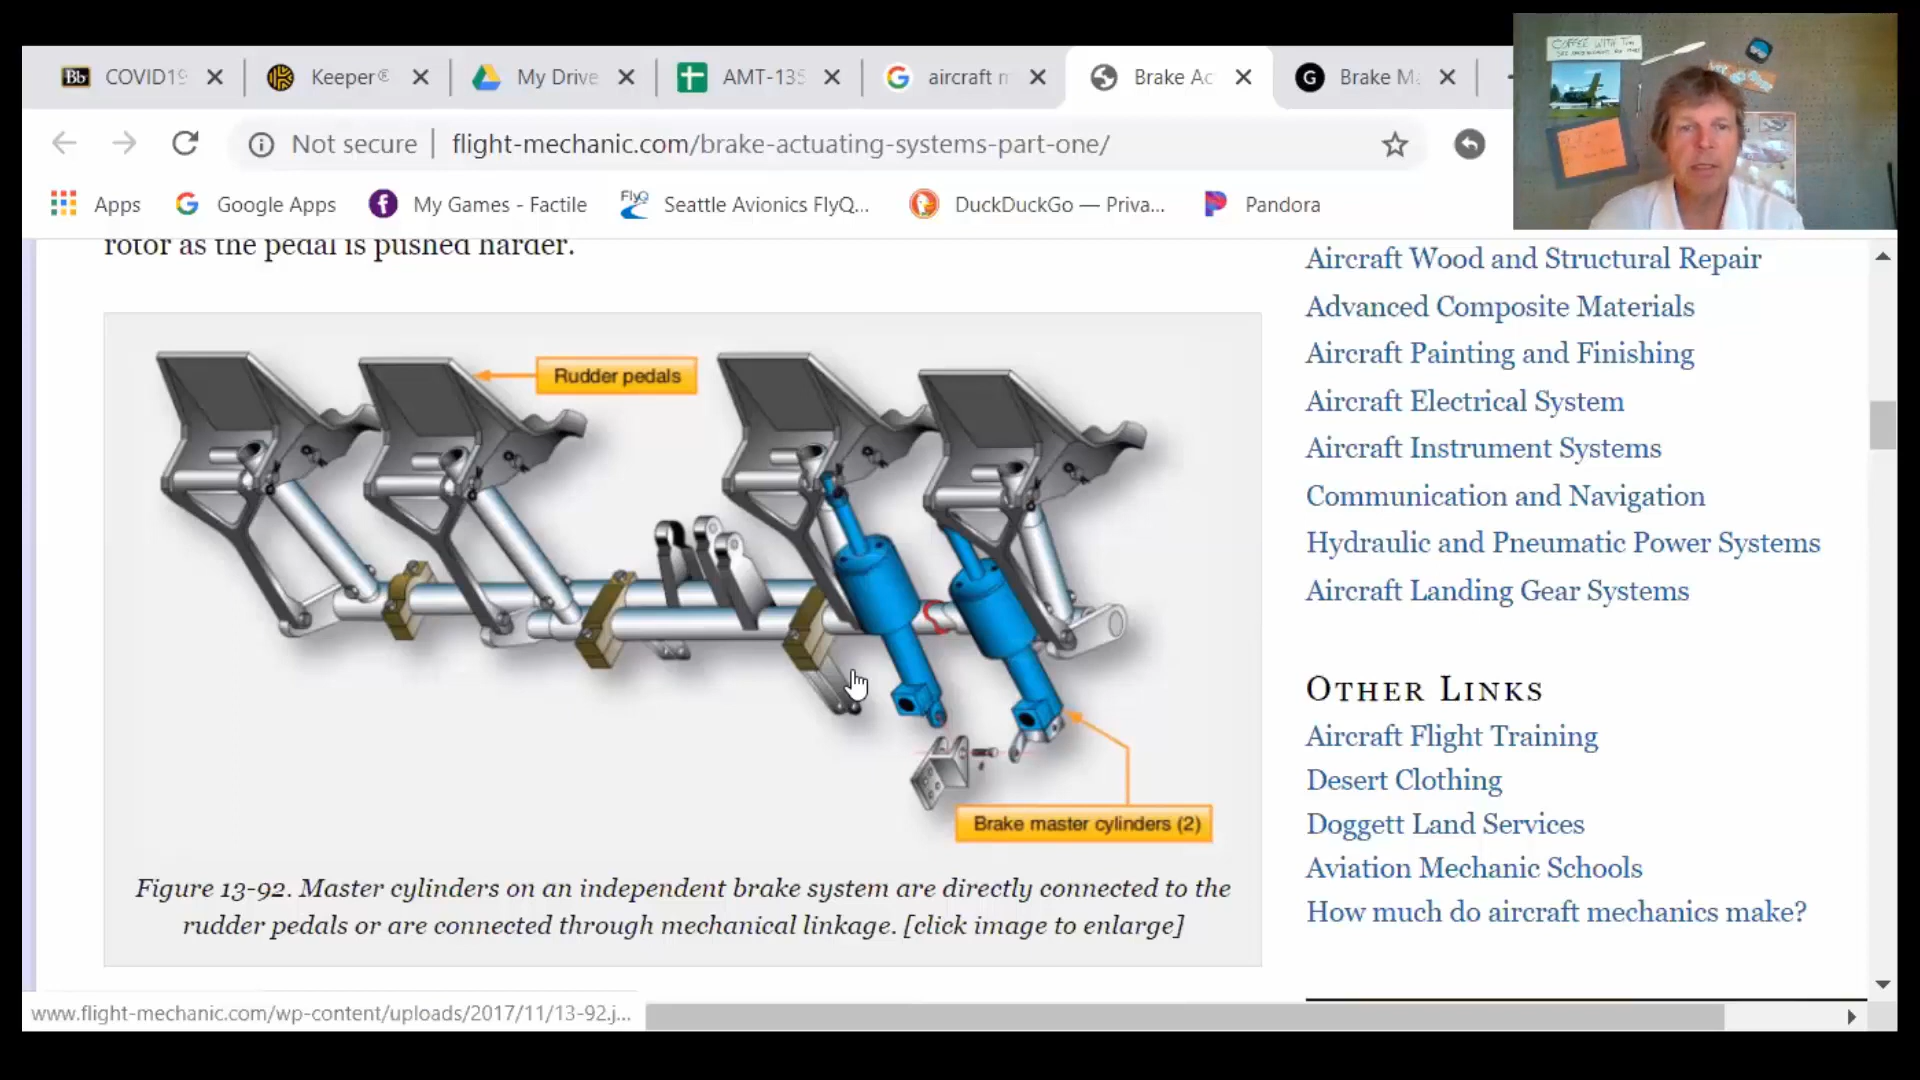 COVID19
Keeper®
My Drive
AMT-135
aircraft m
Brake Ac
G
Brake Ma
COFFEE WITH TIM
Not secure
flight-mechanic.com/brake-actuating-systems-part-one/
Apps
Google Apps
My Games - Factile
FlyQ
Seattle Avionics FlyQ...
DuckDuckGo — Priva...
Pandora
rotor as the pedal is pushed harder.
Rudder pedals
Brake master cylinders (2)
Figure 13-92. Master cylinders on an independent brake system are directly connected to the
rudder pedals or are connected through mechanical linkage. [click image to enlarge]
Aircraft Wood and Structural Repair
Advanced Composite Materials
Aircraft Painting and Finishing
Aircraft Electrical System
Aircraft Instrument Systems
Communication and Navigation
Hydraulic and Pneumatic Power Systems
Aircraft Landing Gear Systems
OTHER LINKS
Aircraft Flight Training
Desert Clothing
Doggett Land Services
Aviation Mechanic Schools
How much do aircraft mechanics make?
www.flight-mechanic.com/wp-content/uploads/2017/11/13-92.j...